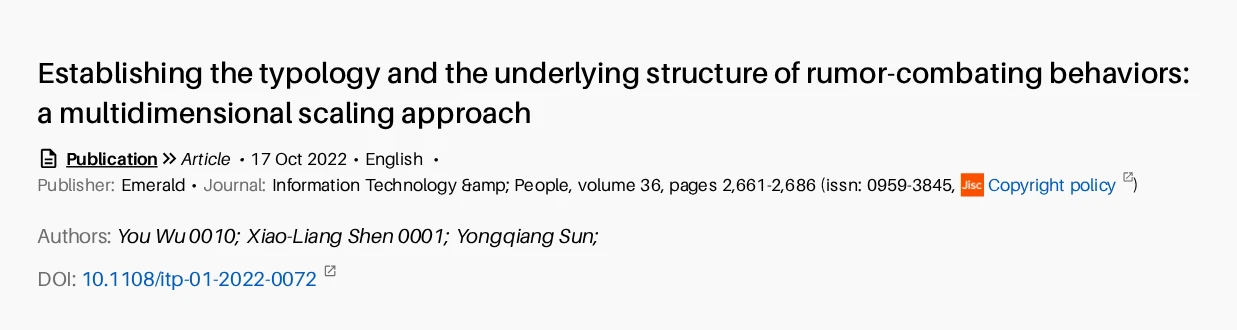 Establishing the typology and the underlying structure of rumor-combating behaviors:
a multidimensional scaling approach
Publication Article • 17 Oct 2022 • English •
Publisher: Emerald • Journal: Information Technology &amp; People, volume 36, pages 2,661-2,686 (issn: 0959-3845, Jisc Copyright policy )
Authors: You Wu 0010; Xiao-Liang Shen 0001; Yongqiang Sun;
DOI: 10.1108/itp-01-2022-0072